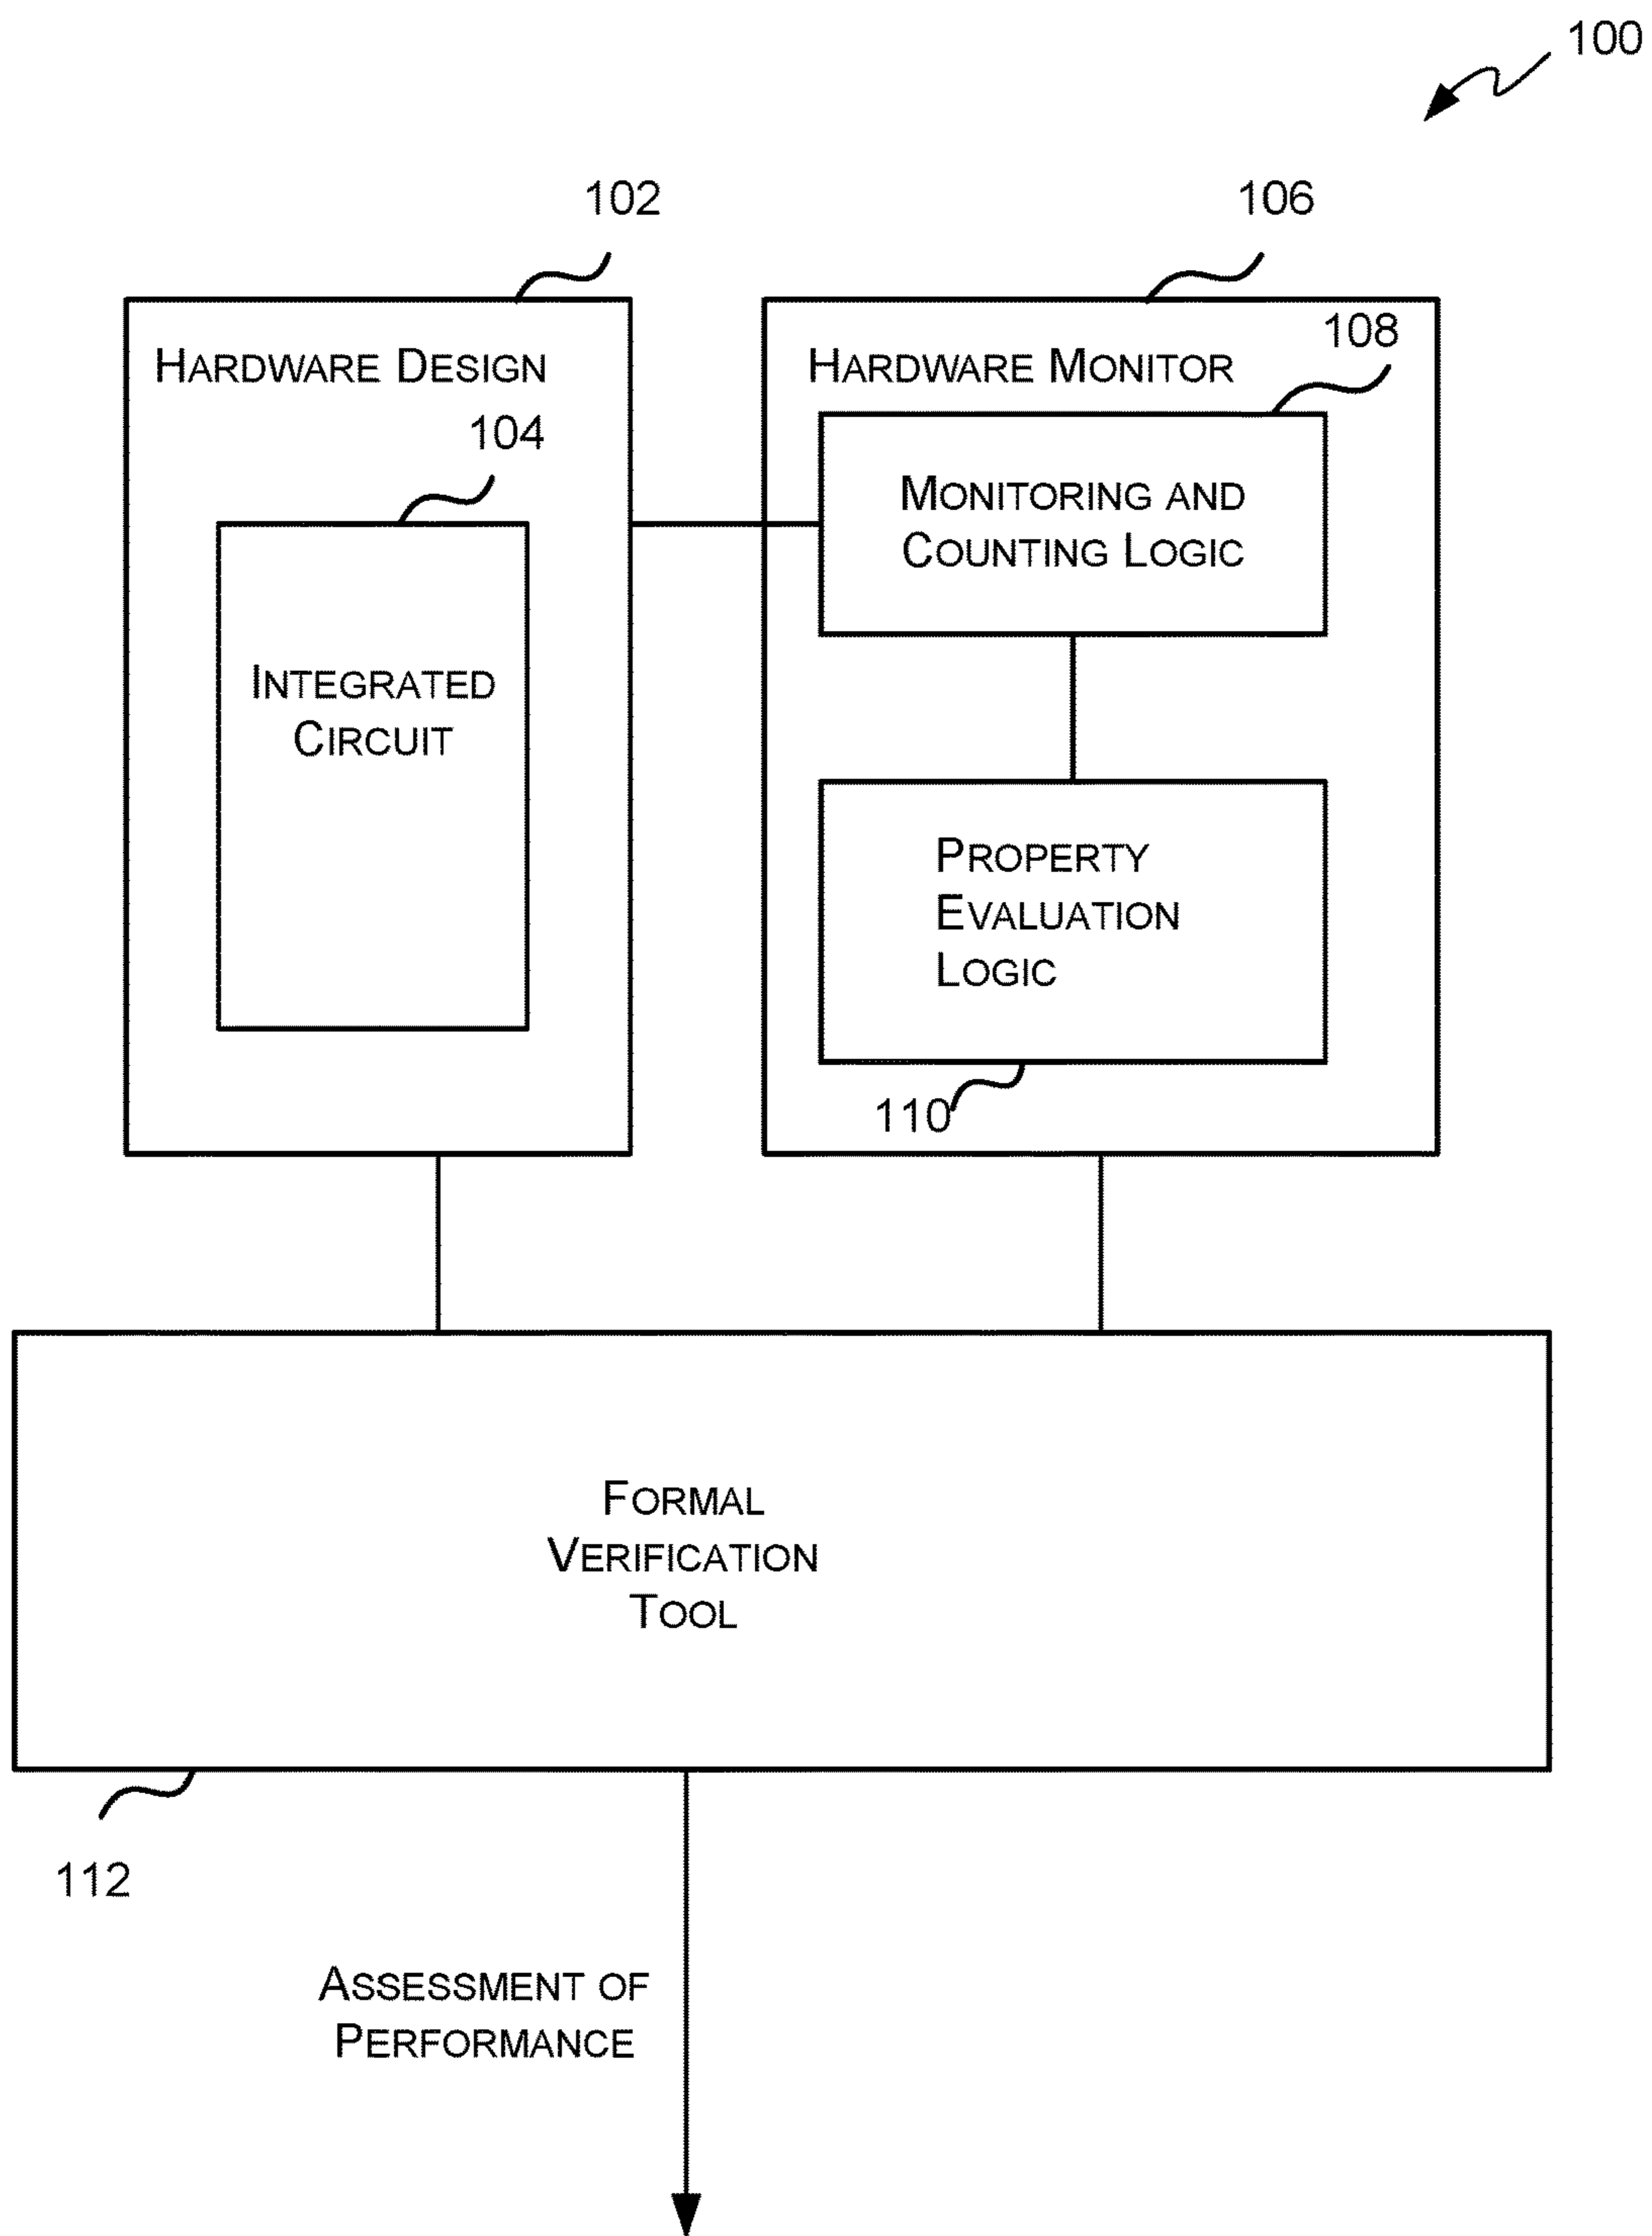 100
102
106
HARDWARE DESIGN
HARDWARE MONITOR
108
104
MONITORING AND
COUNTING LOGIC
INTEGRATED
CIRCUIT
PROPERTY
EVALUATION
LOGIC
110
FORMAL
VERIFICATION
TOOL
112
ASSESSMENT OF
PERFORMANCE